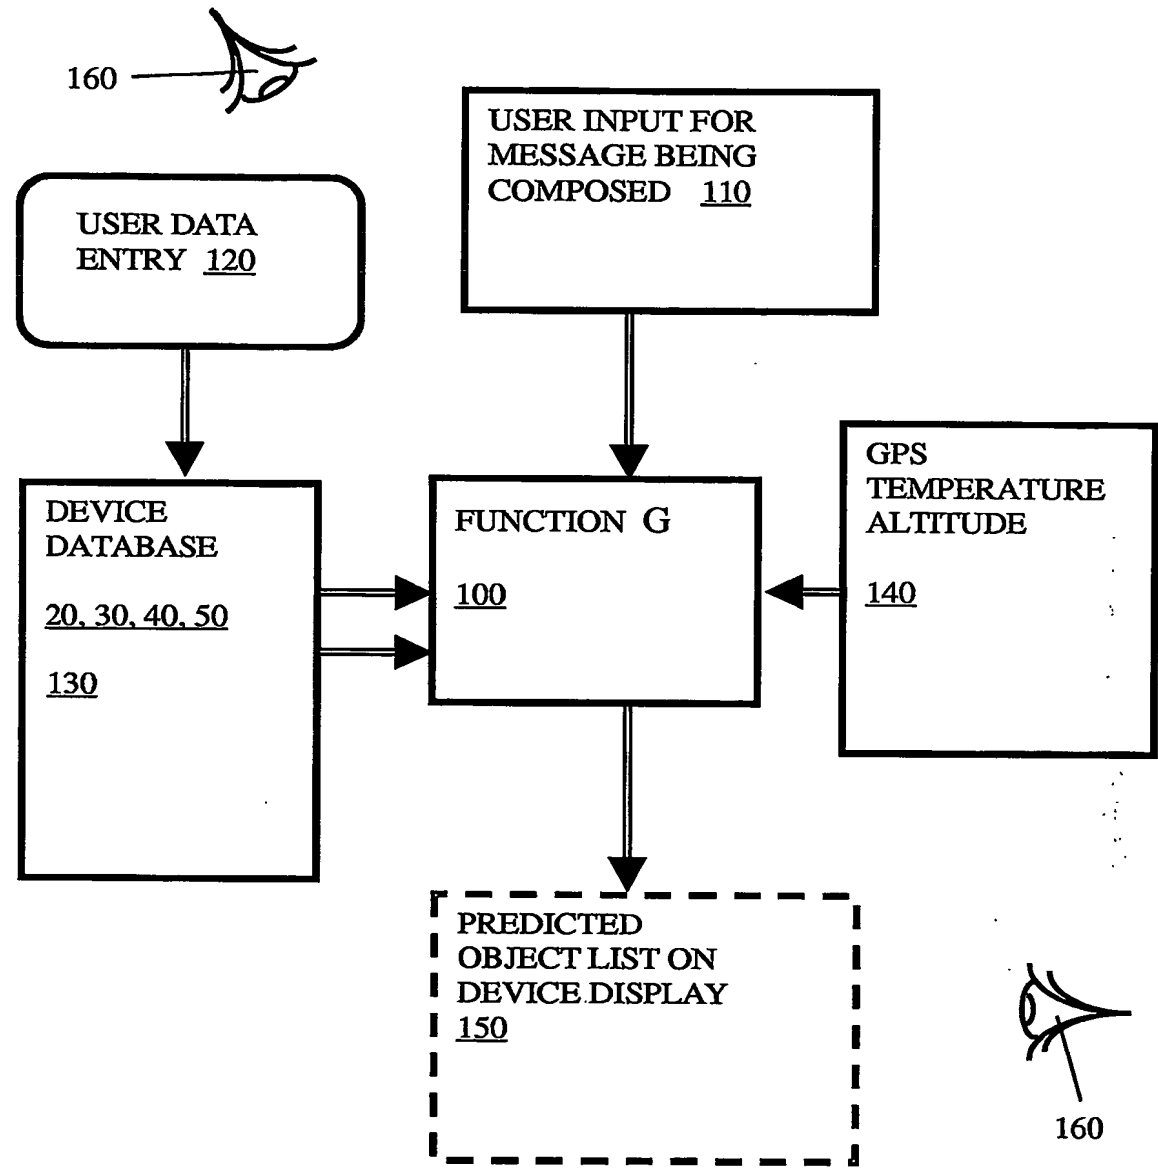 160
USER INPUT FOR
MESSAGE BEING
COMPOSED 110
USER DATA
ENTRY 120
DEVICE
DATABASE
20, 30, 40, 50
130
FUNCTION G
100
GPS
TEMPERATURE
ALTITUDE
140
PREDICTED
OBJECT LIST ON
DEVICE DISPLAY
150
160